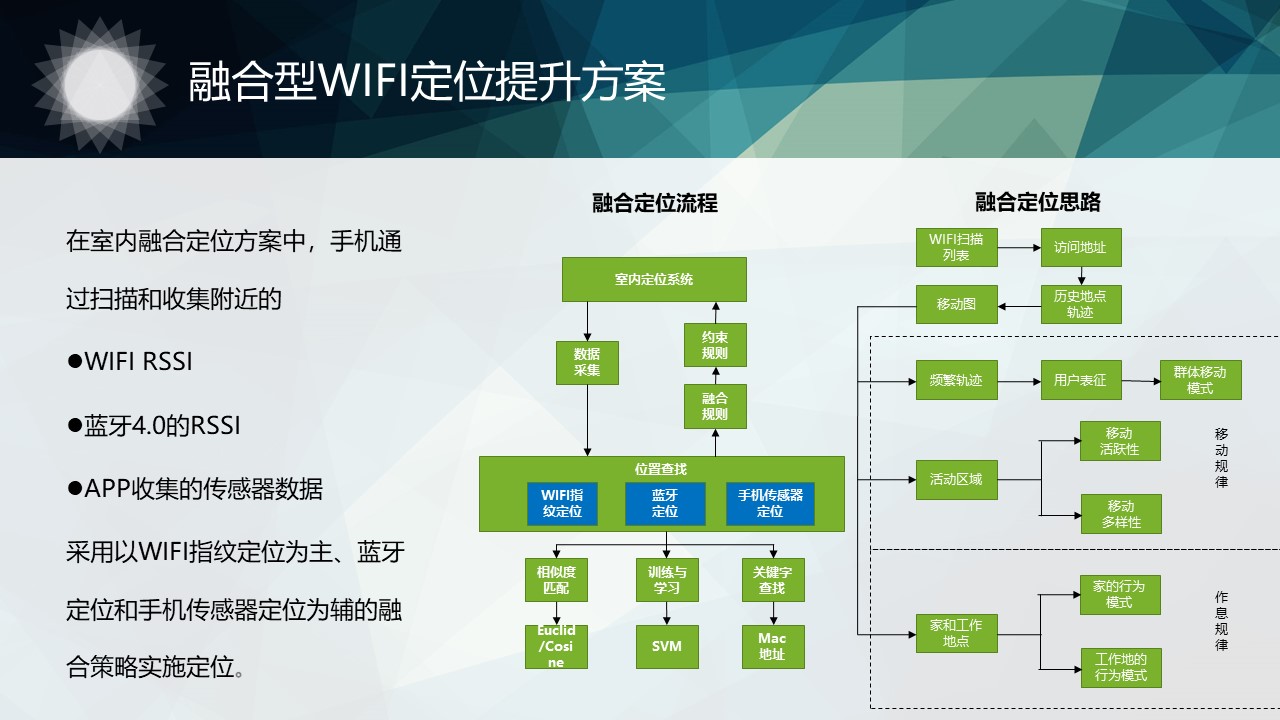 融合型WIFI定位提升方案
在室内融合定位方案中，手机通
过扫描和收集附近的
●WIFI RSSI
●蓝牙4.0的RSSI
●APP收集的传感器数据
采用以WIFI指纹定位为主、蓝牙
定位和手机传感器定位为辅的融
合策略实施定位。
融合定位流程
室内定位系统
数据
采集
约束
规则
融合
规则
位置查找
WIFI指
纹定位
蓝牙
定位
手机传感器
定位
相似度
匹配
训练与
学习
关键字
查找
Euclid
/Cosi
ne
SVM
Mac
地址
融合定位思路
WIFI扫描
列表
访问地址
移动图
历史地点
轨迹
频繁轨迹
用户表征
群体移动
模式
活动区域
移动
活跃性
移动
多样性
移
动
规
律
家和工作
地点
家的行为
模式
工作地的
行为模式
作
息
规
律